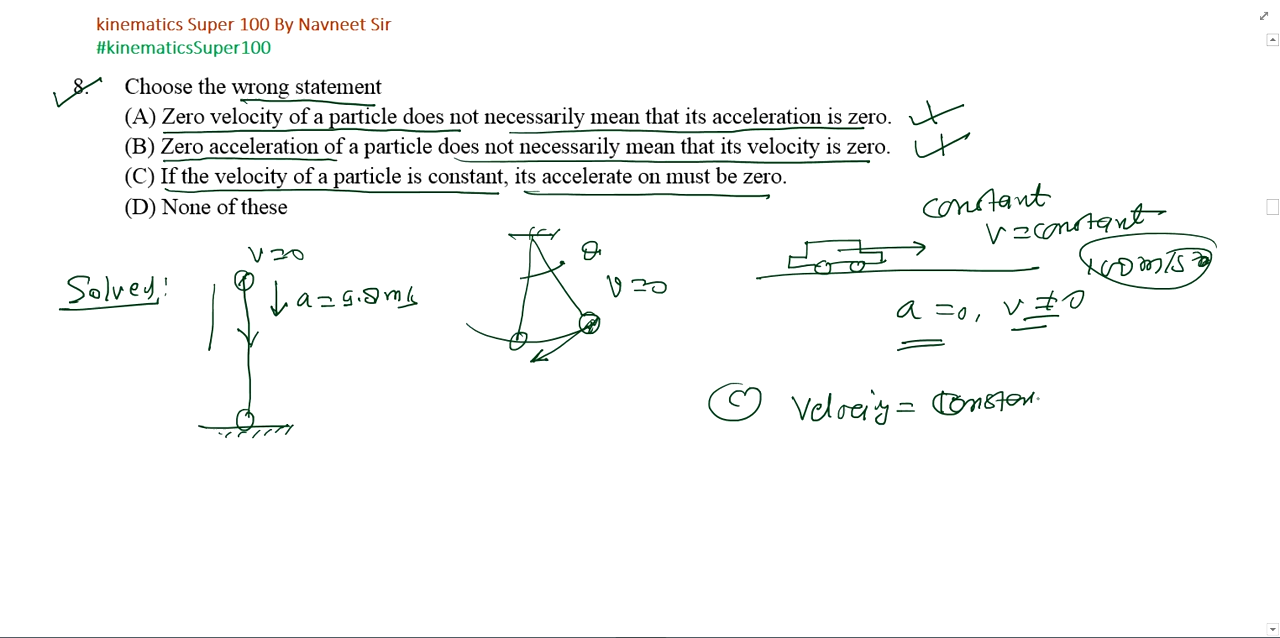 kinematics Super 100 By Navneet Sir
#kinematicsSuper100
8. Choose the wrong statement
(A) Zero velocity of a particle does not necessarily mean that its acceleration is zero.
(B) Zero acceleration of a particle does not necessarily mean that its velocity is zero.
(C) If the velocity of a particle is constant, its accelerate on must be zero.
(D) None of these
constant
v = constant
v=0
θ
Solved:
a = 9.8 m/s
v=0
a = 0, v ≠ 0
(C) Velociy = Constan